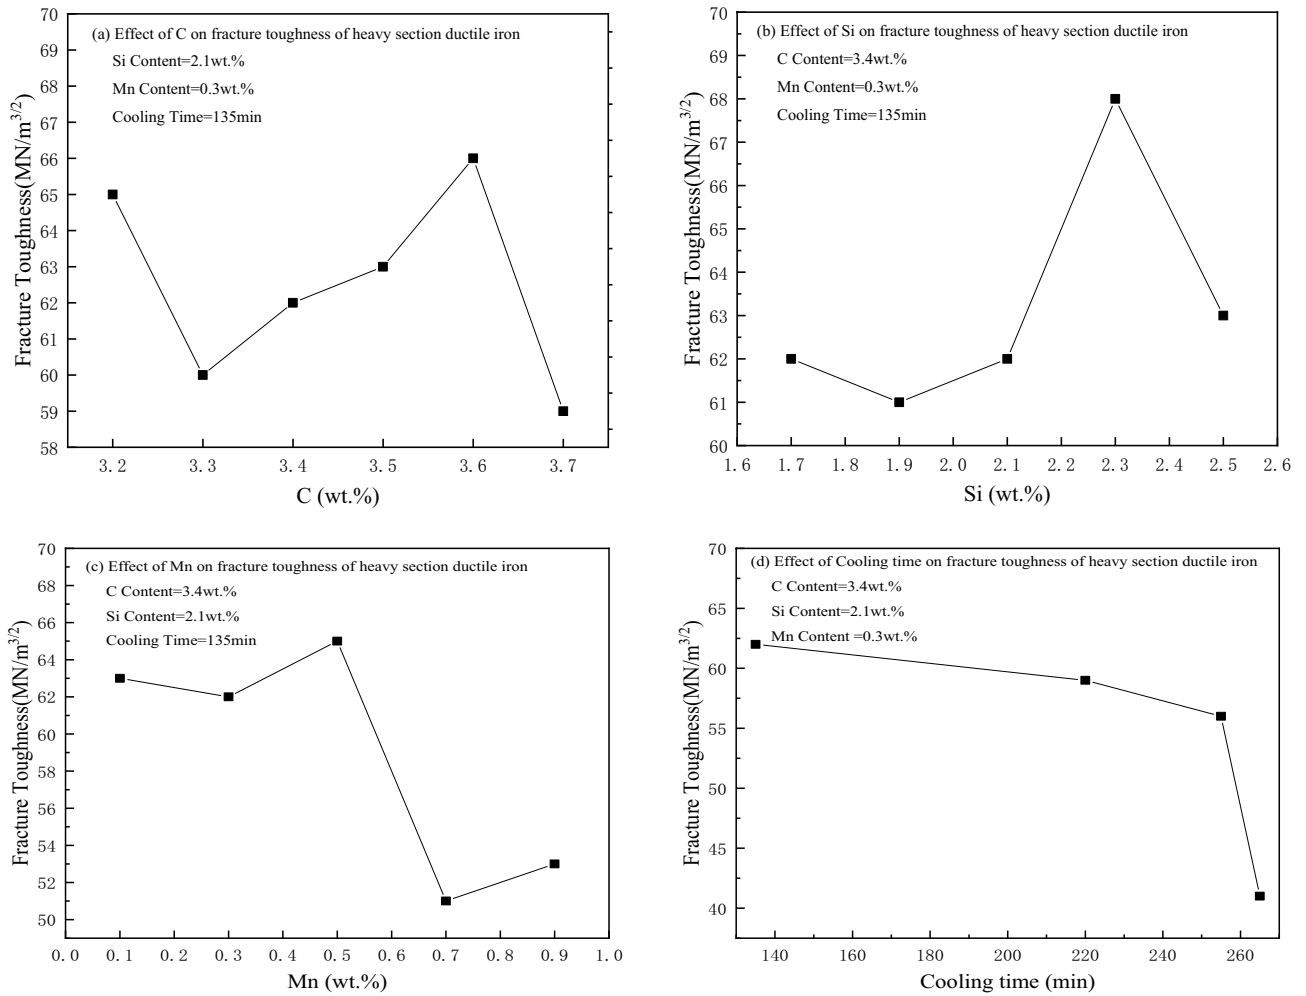 (a) Effect of C on fracture toughness of heavy section ductile iron
Si Content=2.1wt.%
Mn Content=0.3wt.%
Cooling Time=135min
Fracture Toughness(MN/m^3/2)
70
69
68
67
66
65
64
63
62
61
60
59
58
3.2 3.3 3.4 3.5 3.6 3.7
C (wt.%)
(b) Effect of Si on fracture toughness of heavy section ductile iron
C Content=3.4wt.%
Mn Content=0.3wt.%
Cooling Time=135min
Fracture Toughness(MN/m^3/2)
70
69
68
67
66
65
64
63
62
61
60
1.6 1.7 1.8 1.9 2.0 2.1 2.2 2.3 2.4 2.5 2.6
Si (wt.%)
(c) Effect of Mn on fracture toughness of heavy section ductile iron
C Content=3.4wt.%
Si Content=2.1wt.%
Cooling Time=135min
Fracture Toughness(MN/m^3/2)
70
68
66
64
62
60
58
56
54
52
50
0.0 0.1 0.2 0.3 0.4 0.5 0.6 0.7 0.8 0.9 1.0
Mn (wt.%)
(d) Effect of Cooling time on fracture toughness of heavy section ductile iron
C Content=3.4wt.%
Si Content=2.1wt.%
Mn Content =0.3wt.%
Fracture Toughness(MN/m^3/2)
70
65
60
55
50
45
40
140 160 180 200 220 240 260
Cooling time (min)